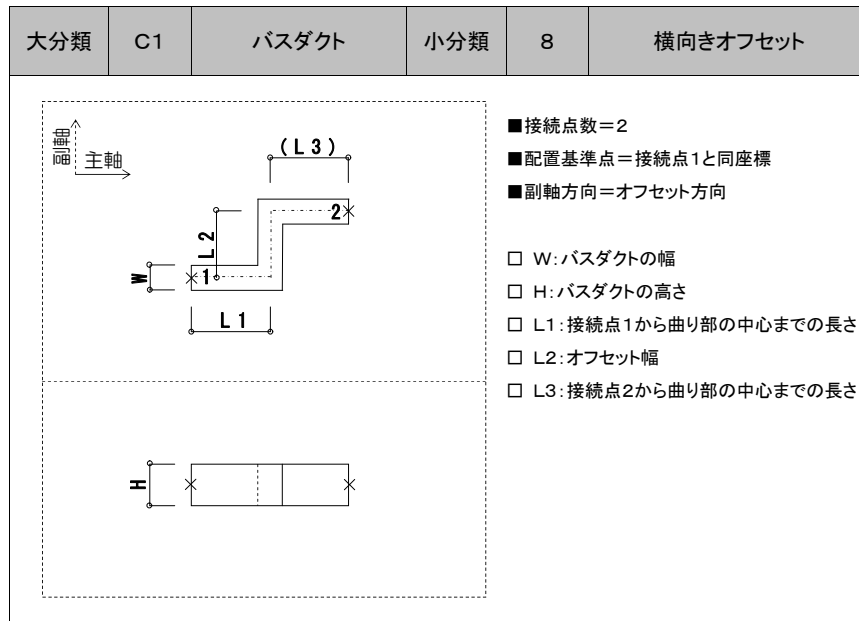 大分類 C1 バスダクト 小分類 8 横向きオフセット
副軸
主軸
(L3)
2
L2
W
1
L1
H
■接続点数=2
■配置基準点=接続点1と同座標
■副軸方向=オフセット方向
□ W:バスダクトの幅
□ H:バスダクトの高さ
□ L1:接続点1から曲り部の中心までの長さ
□ L2:オフセット幅
□ L3:接続点2から曲り部の中心までの長さ